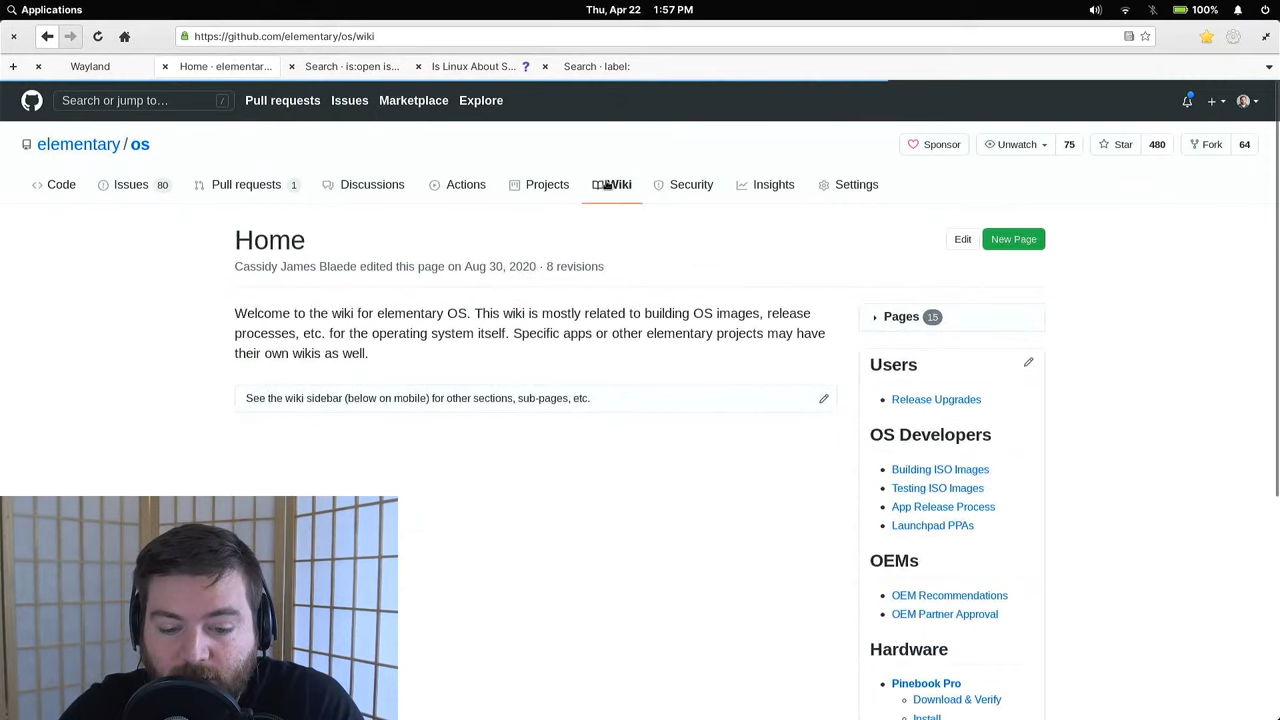 Applications
Thu, Apr 22 1:57 PM
100%
https://github.com/elementary/os/wiki
Wayland
Home · elementar...
Search · is:open is...
Is Linux About S... ?
Search · label:
Search or jump to... /
Pull requests
Issues
Marketplace
Explore
elementary / os
Sponsor
Unwatch 75
Star 480
Fork 64
Code
Issues 80
Pull requests 1
Discussions
Actions
Projects
Wiki
Security
Insights
Settings
Home
Edit
New Page
Cassidy James Blaede edited this page on Aug 30, 2020 · 8 revisions
Welcome to the wiki for elementary OS. This wiki is mostly related to building OS images, release
processes, etc. for the operating system itself. Specific apps or other elementary projects may have
their own wikis as well.
See the wiki sidebar (below on mobile) for other sections, sub-pages, etc.
Pages 15
Users
Release Upgrades
OS Developers
Building ISO Images
Testing ISO Images
App Release Process
Launchpad PPAs
OEMs
OEM Recommendations
OEM Partner Approval
Hardware
Pinebook Pro
Download & Verify
Install